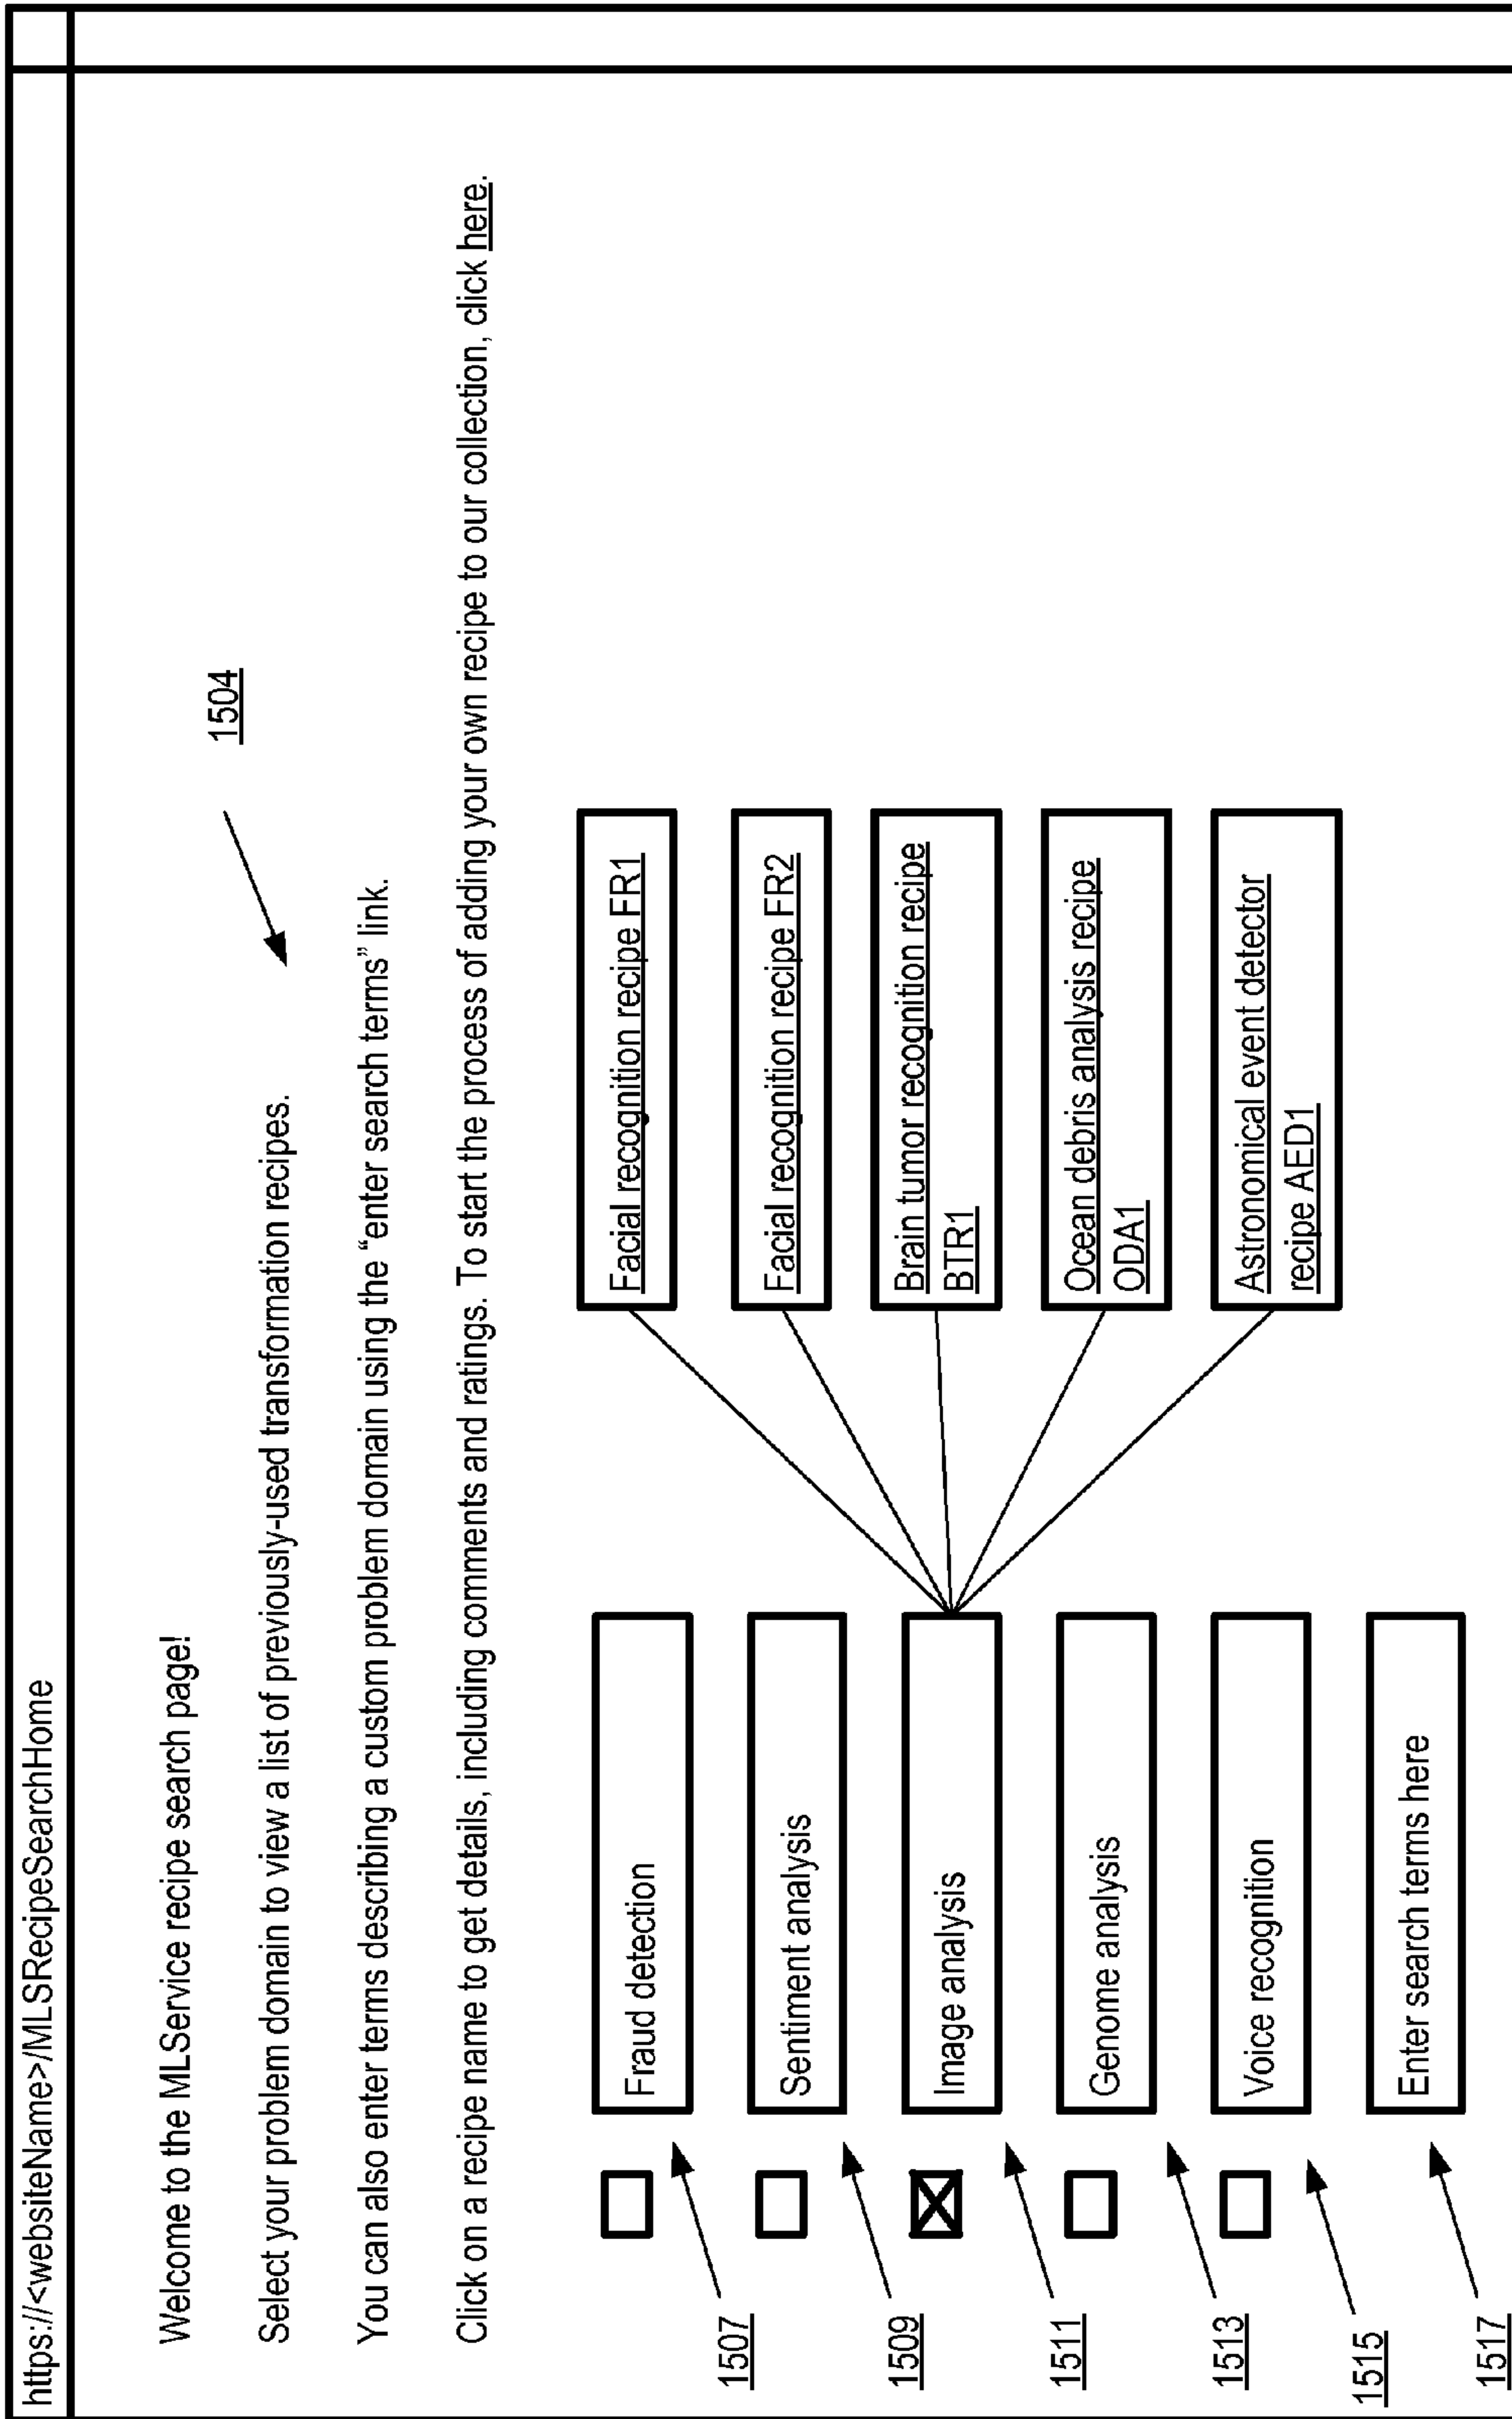 https://<websiteName>/MLSRecipeSearchHome
Welcome to the MLService recipe search page!
1504
Select your problem domain to view a list of previously-used transformation recipes.
You can also enter terms describing a custom problem domain using the “enter search terms” link.
Click on a recipe name to get details, including comments and ratings. To start the process of adding your own recipe to our collection, click here.
Fraud detection
1507
Sentiment analysis
1509
Image analysis
1511
Genome analysis
1513
Voice recognition
1515
Enter search terms here
1517
Facial recognition recipe FR1
Facial recognition recipe FR2
Brain tumor recognition recipe
BTR1
Ocean debris analysis recipe
ODA1
Astronomical event detector
recipe AED1